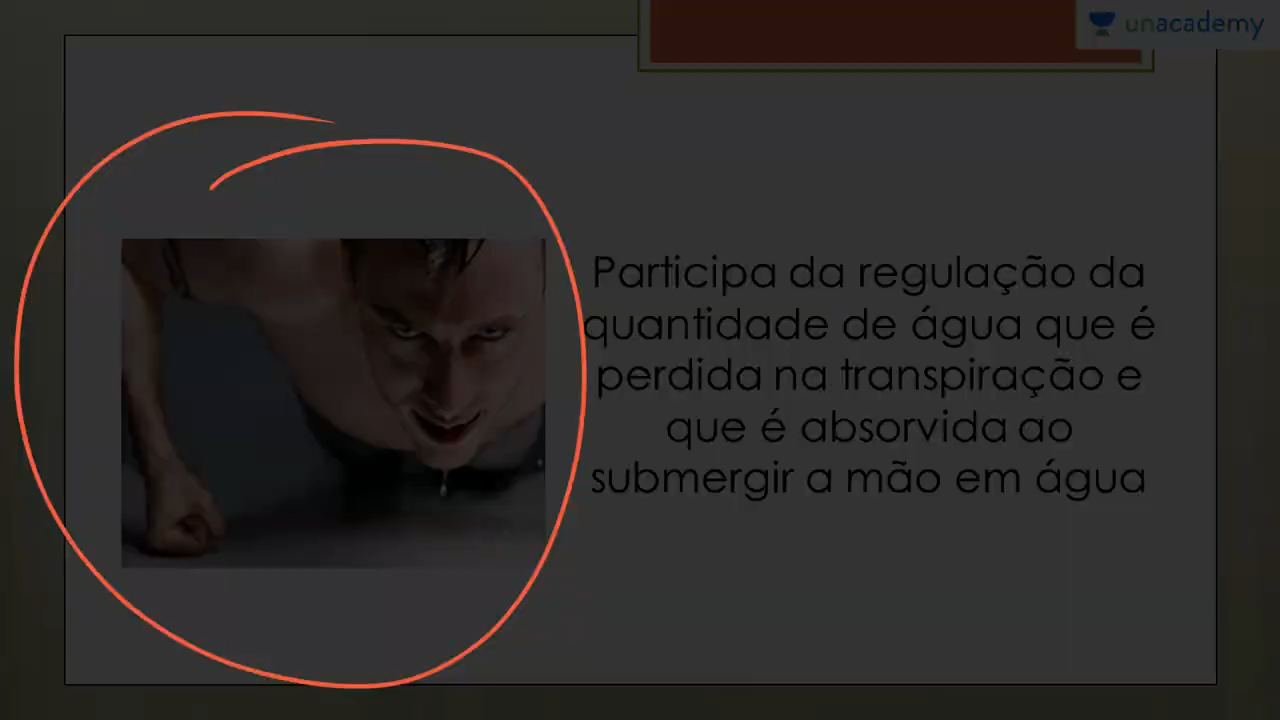 unacademy
Participa da regulação da
quantidade de água que é
perdida na transpiração e
que é absorvida ao
submergir a mão em água